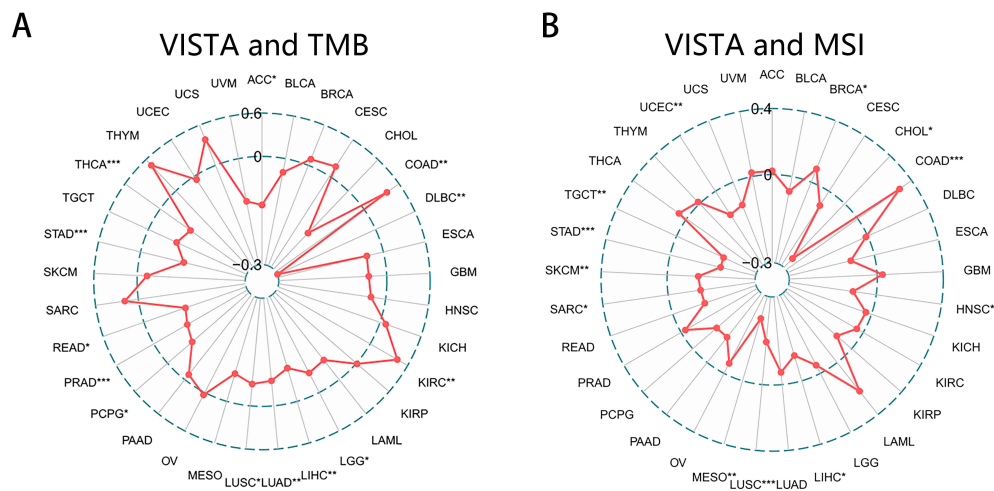 A
VISTA and TMB
ACC*
BLCA
BRCA
CESC
CHOL
COAD**
DLBC**
ESCA
GBM
HNSC
KICH
KIRC**
KIRP
LAML
LGG*
LIHC**
LUAD**
LUSC*
MESO
OV
PAAD
PCPG*
PRAD***
READ*
SARC
SKCM
STAD***
TGCT
THCA***
THYM
UCEC
UCS
UVM
0.6
0
−0.3
B
VISTA and MSI
ACC
BLCA
BRCA*
CESC
CHOL*
COAD***
DLBC
ESCA
GBM
HNSC*
KICH
KIRC
KIRP
LAML
LGG
LIHC*
LUAD
LUSC***
MESO**
OV
PAAD
PCPG
PRAD
READ
SARC*
SKCM**
STAD***
TGCT**
THCA
THYM
UCEC**
UCS
UVM
0.4
0
−0.3